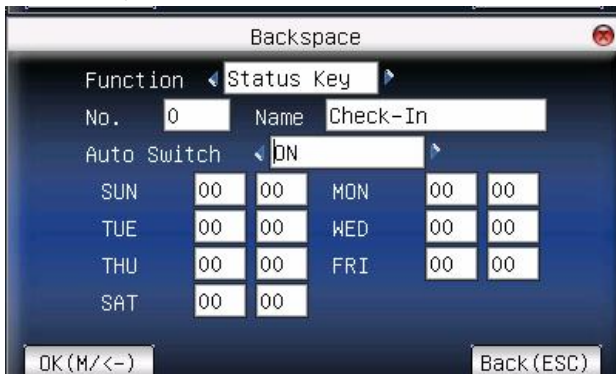 Backspace
Function Status Key
No. 0 Name Check-In
Auto Switch ON
SUN 00 00 MON 00 00
TUE 00 00 WED 00 00
THU 00 00 FRI 00 00
SAT 00 00
OK(M/<-) Back(ESC)